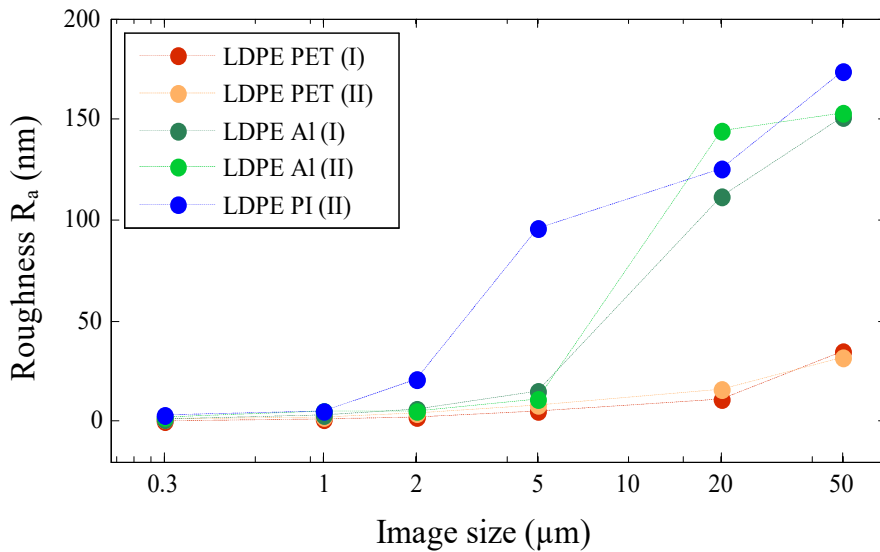 200
150
100
50
0
Roughness Rₐ (nm)
LDPE PET (I)
LDPE PET (II)
LDPE Al (I)
LDPE Al (II)
LDPE PI (II)
0.3 1 2 5 10 20 50
Image size (µm)